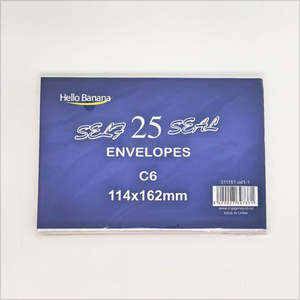 Hello Banana
SELF 25 SEAL
ENVELOPES
C6
114x162mm